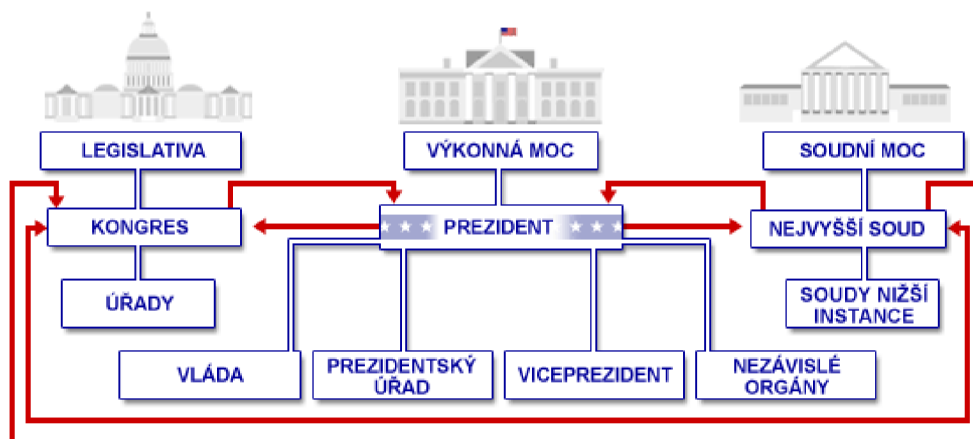 LEGISLATIVA
VÝKONNÁ MOC
SOUDNÍ MOC
KONGRES
PREZIDENT
NEJVYŠŠÍ SOUD
ÚŘADY
SOUDY NIŽŠÍ
INSTANCE
VLÁDA
PREZIDENTSKÝ
ÚŘAD
VICEPREZIDENT
NEZÁVISLÉ
ORGÁNY